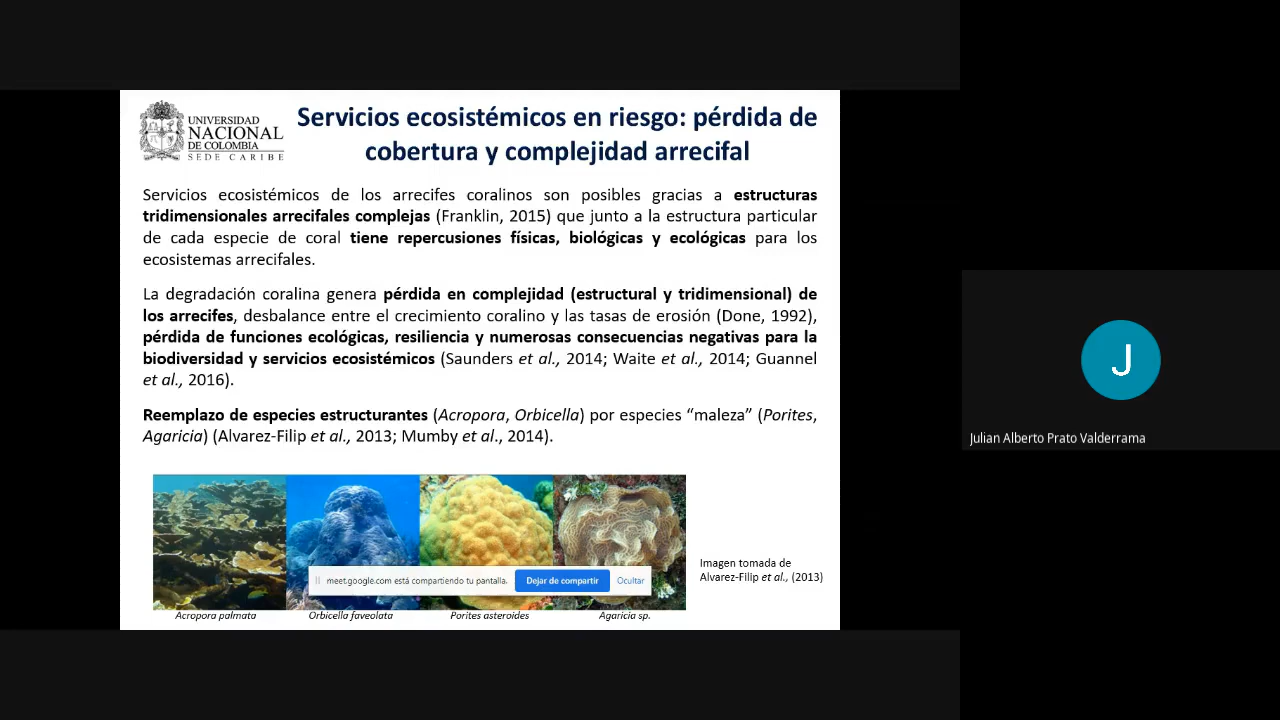 UNIVERSIDAD
NACIONAL
DE COLOMBIA
SEDE CARIBE
Servicios ecosistémicos en riesgo: pérdida de
cobertura y complejidad arrecifal
Servicios ecosistémicos de los arrecifes coralinos son posibles gracias a estructuras
tridimensionales arrecifales complejas (Franklin, 2015) que junto a la estructura particular
de cada especie de coral tiene repercusiones físicas, biológicas y ecológicas para los
ecosistemas arrecifales.
La degradación coralina genera pérdida en complejidad (estructural y tridimensional) de
los arrecifes, desbalance entre el crecimiento coralino y las tasas de erosión (Done, 1992),
pérdida de funciones ecológicas, resiliencia y numerosas consecuencias negativas para la
biodiversidad y servicios ecosistémicos (Saunders et al., 2014; Waite et al., 2014; Guannel
et al., 2016).
Reemplazo de especies estructurantes (Acropora, Orbicella) por especies “maleza” (Porites,
Agaricia) (Alvarez-Filip et al., 2013; Mumby et al., 2014).
Imagen tomada de
Alvarez-Filip et al., (2013)
meet.google.com está compartiendo tu pantalla. Dejar de compartir Ocultar
Acropora palmata Orbicella faveolata Porites asteroides Agaricia sp.
J
Julian Alberto Prato Valderrama